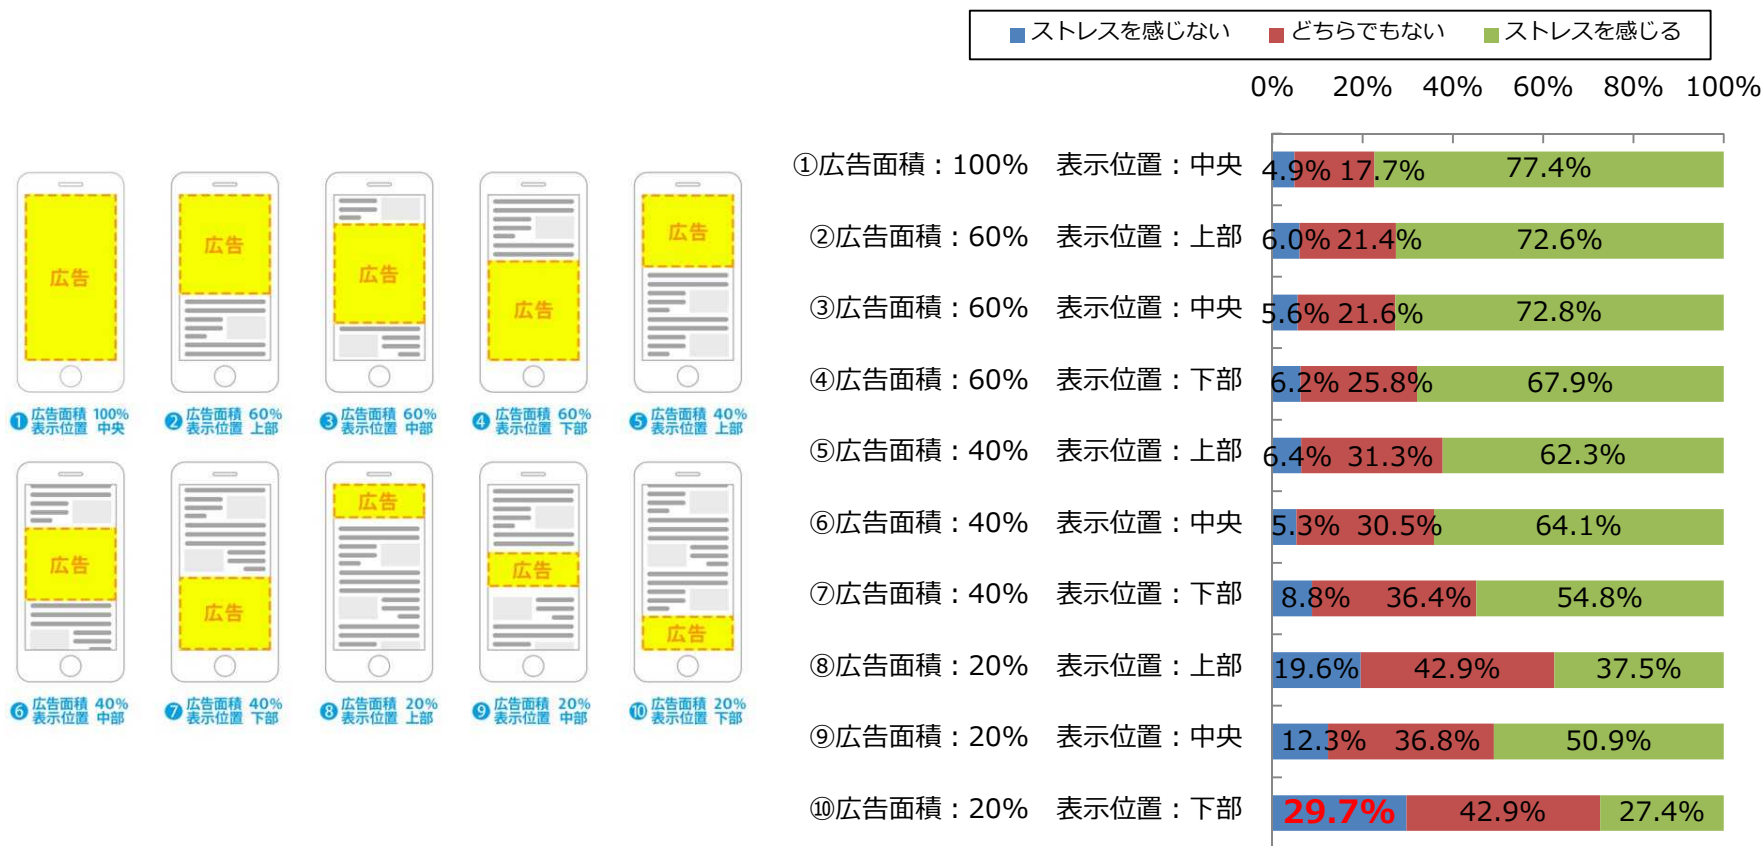 ストレスを感じない どちらでもない ストレスを感じる
0% 20% 40% 60% 80% 100%
①広告面積：100% 表示位置：中央 4.9% 17.7% 77.4%
②広告面積：60% 表示位置：上部 6.0% 21.4% 72.6%
③広告面積：60% 表示位置：中央 5.6% 21.6% 72.8%
④広告面積：60% 表示位置：下部 6.2% 25.8% 67.9%
⑤広告面積：40% 表示位置：上部 6.4% 31.3% 62.3%
⑥広告面積：40% 表示位置：中央 5.3% 30.5% 64.1%
⑦広告面積：40% 表示位置：下部 8.8% 36.4% 54.8%
⑧広告面積：20% 表示位置：上部 19.6% 42.9% 37.5%
⑨広告面積：20% 表示位置：中央 12.3% 36.8% 50.9%
⑩広告面積：20% 表示位置：下部 29.7% 42.9% 27.4%
広告
広告
広告
広告
広告
❶ 広告面積 100%
表示位置 中央
❷ 広告面積 60%
表示位置 上部
❸ 広告面積 60%
表示位置 中部
❹ 広告面積 60%
表示位置 下部
❺ 広告面積 40%
表示位置 上部
広告
広告
広告
広告
広告
❻ 広告面積 40%
表示位置 中部
❼ 広告面積 40%
表示位置 下部
❽ 広告面積 20%
表示位置 上部
❾ 広告面積 20%
表示位置 中部
❿ 広告面積 20%
表示位置 下部